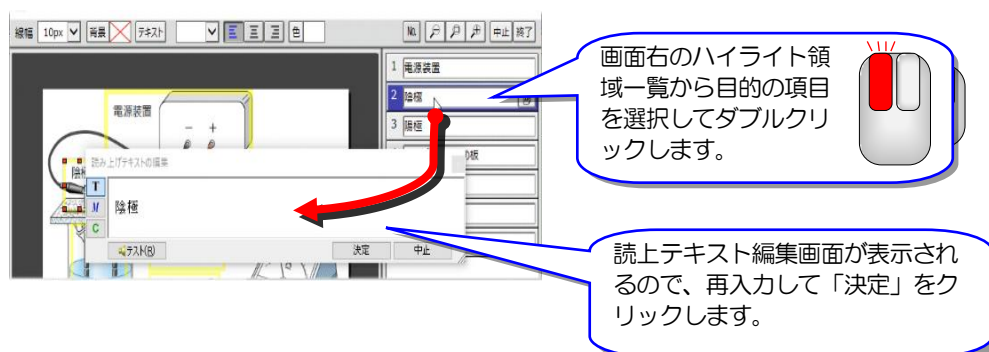 線幅 10px 背景 テキスト 色 No. 中止 終了
1 電源装置
2 陰極
3 陽極
の板
電源装置
- +
陰
読み上げテキストの編集
T
M
C
陰極
テスト(R) 決定 中止
画面右のハイライト領
域一覧から目的の項目
を選択してダブルクリ
ックします。
読上テキスト編集画面が表示され
るので、再入力して「決定」をク
リックします。